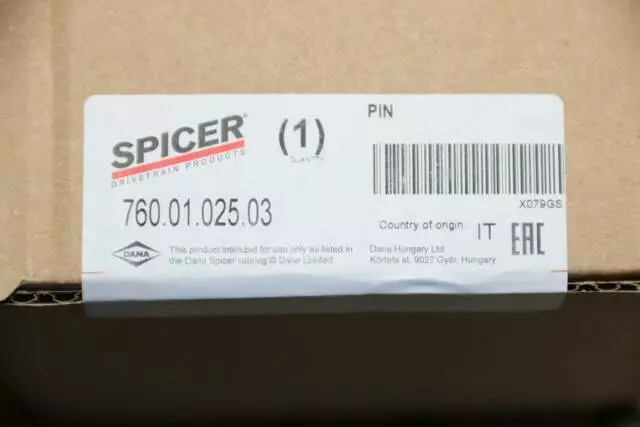 SPICER®
DRIVETRAIN PRODUCTS
(1)
QUANTITY
PIN
X079GS
760.01.025.03
Country of origin: IT
EAC
DANA
This product intended for use only as listed in
the Dana Spicer catalog © Dana Limited
Dana Hungary Ltd.
Körtefa st, 9027 Győr, Hungary